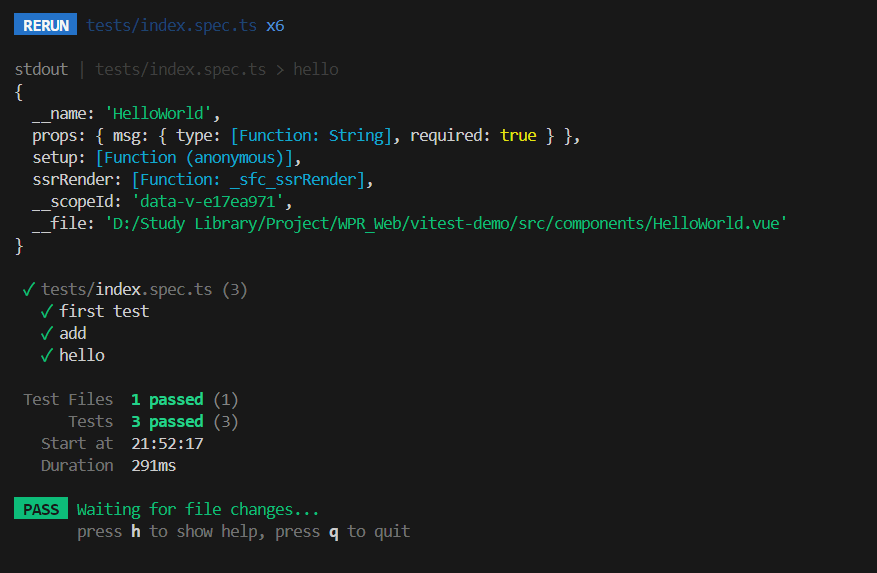 RERUN tests/index.spec.ts x6
stdout | tests/index.spec.ts > hello
{
  __name: 'HelloWorld',
  props: { msg: { type: [Function: String], required: true } },
  setup: [Function (anonymous)],
  ssrRender: [Function: _sfc_ssrRender],
  __scopeId: 'data-v-e17ea971',
  __file: 'D:/Study Library/Project/WPR_Web/vitest-demo/src/components/HelloWorld.vue'
}
✓ tests/index.spec.ts (3)
✓ first test
✓ add
✓ hello
Test Files 1 passed (1)
Tests 3 passed (3)
Start at 21:52:17
Duration 291ms
PASS Waiting for file changes...
press h to show help, press q to quit